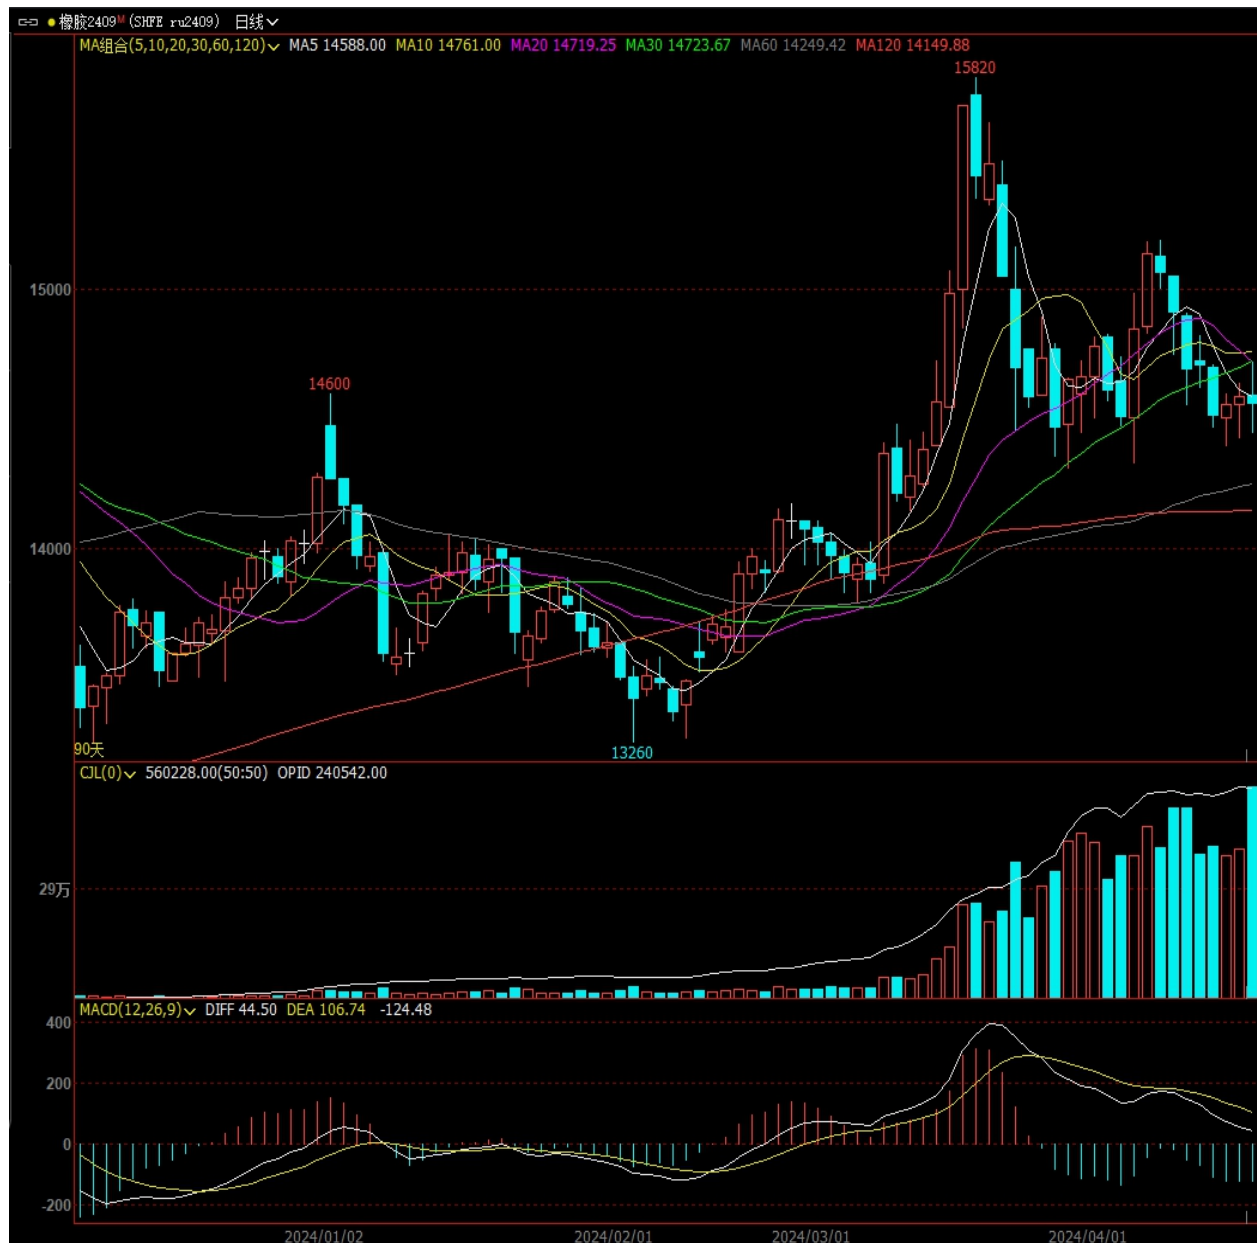 橡胶2409M (SHFE ru2409) 日线
MA组合(5,10,20,30,60,120) MA5 14588.00 MA10 14761.00 MA20 14719.25 MA30 14723.67 MA60 14249.42 MA120 14149.88
15820
15000
14600
14000
13260
90天
CJL(0) 560228.00(50:50) OPID 240542.00
29万
MACD(12,26,9) DIFF 44.50 DEA 106.74 -124.48
400
200
0
-200
2024/01/02 2024/02/01 2024/03/01 2024/04/01